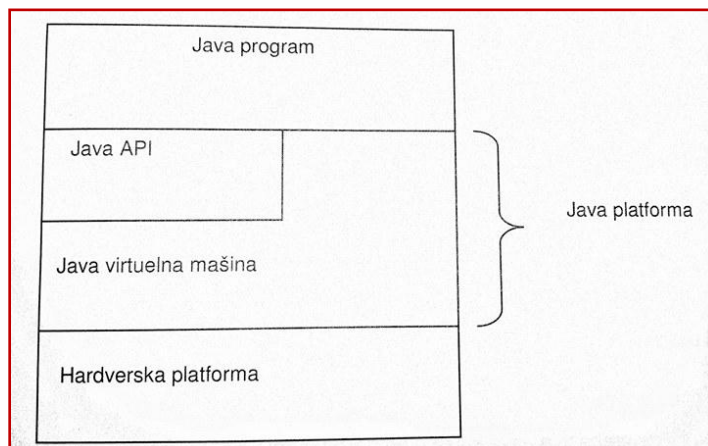 Java program
Java API
Java platforma
Java virtuelna mašina
Hardverska platforma